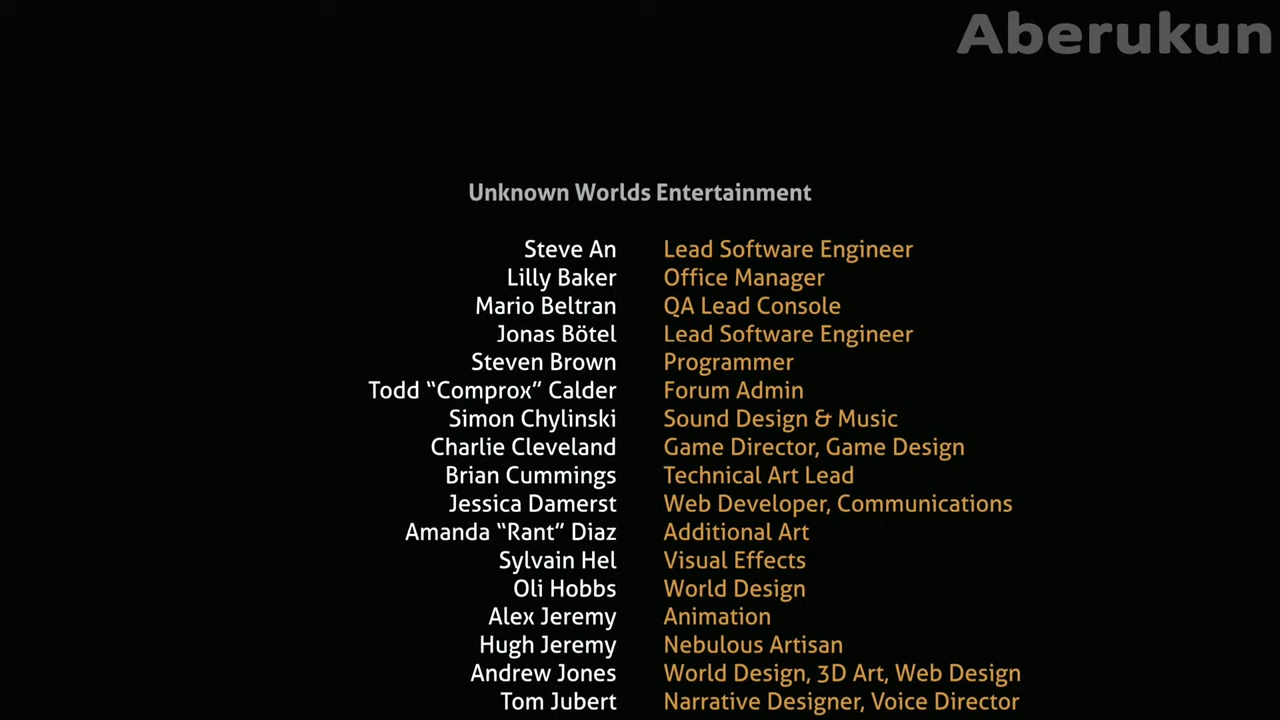 Aberukun
Unknown Worlds Entertainment
Steve An Lead Software Engineer
Lilly Baker Office Manager
Mario Beltran QA Lead Console
Jonas Bötel Lead Software Engineer
Steven Brown Programmer
Todd “Comprox” Calder Forum Admin
Simon Chylinski Sound Design & Music
Charlie Cleveland Game Director, Game Design
Brian Cummings Technical Art Lead
Jessica Damerst Web Developer, Communications
Amanda “Rant” Diaz Additional Art
Sylvain Hel Visual Effects
Oli Hobbs World Design
Alex Jeremy Animation
Hugh Jeremy Nebulous Artisan
Andrew Jones World Design, 3D Art, Web Design
Tom Jubert Narrative Designer, Voice Director